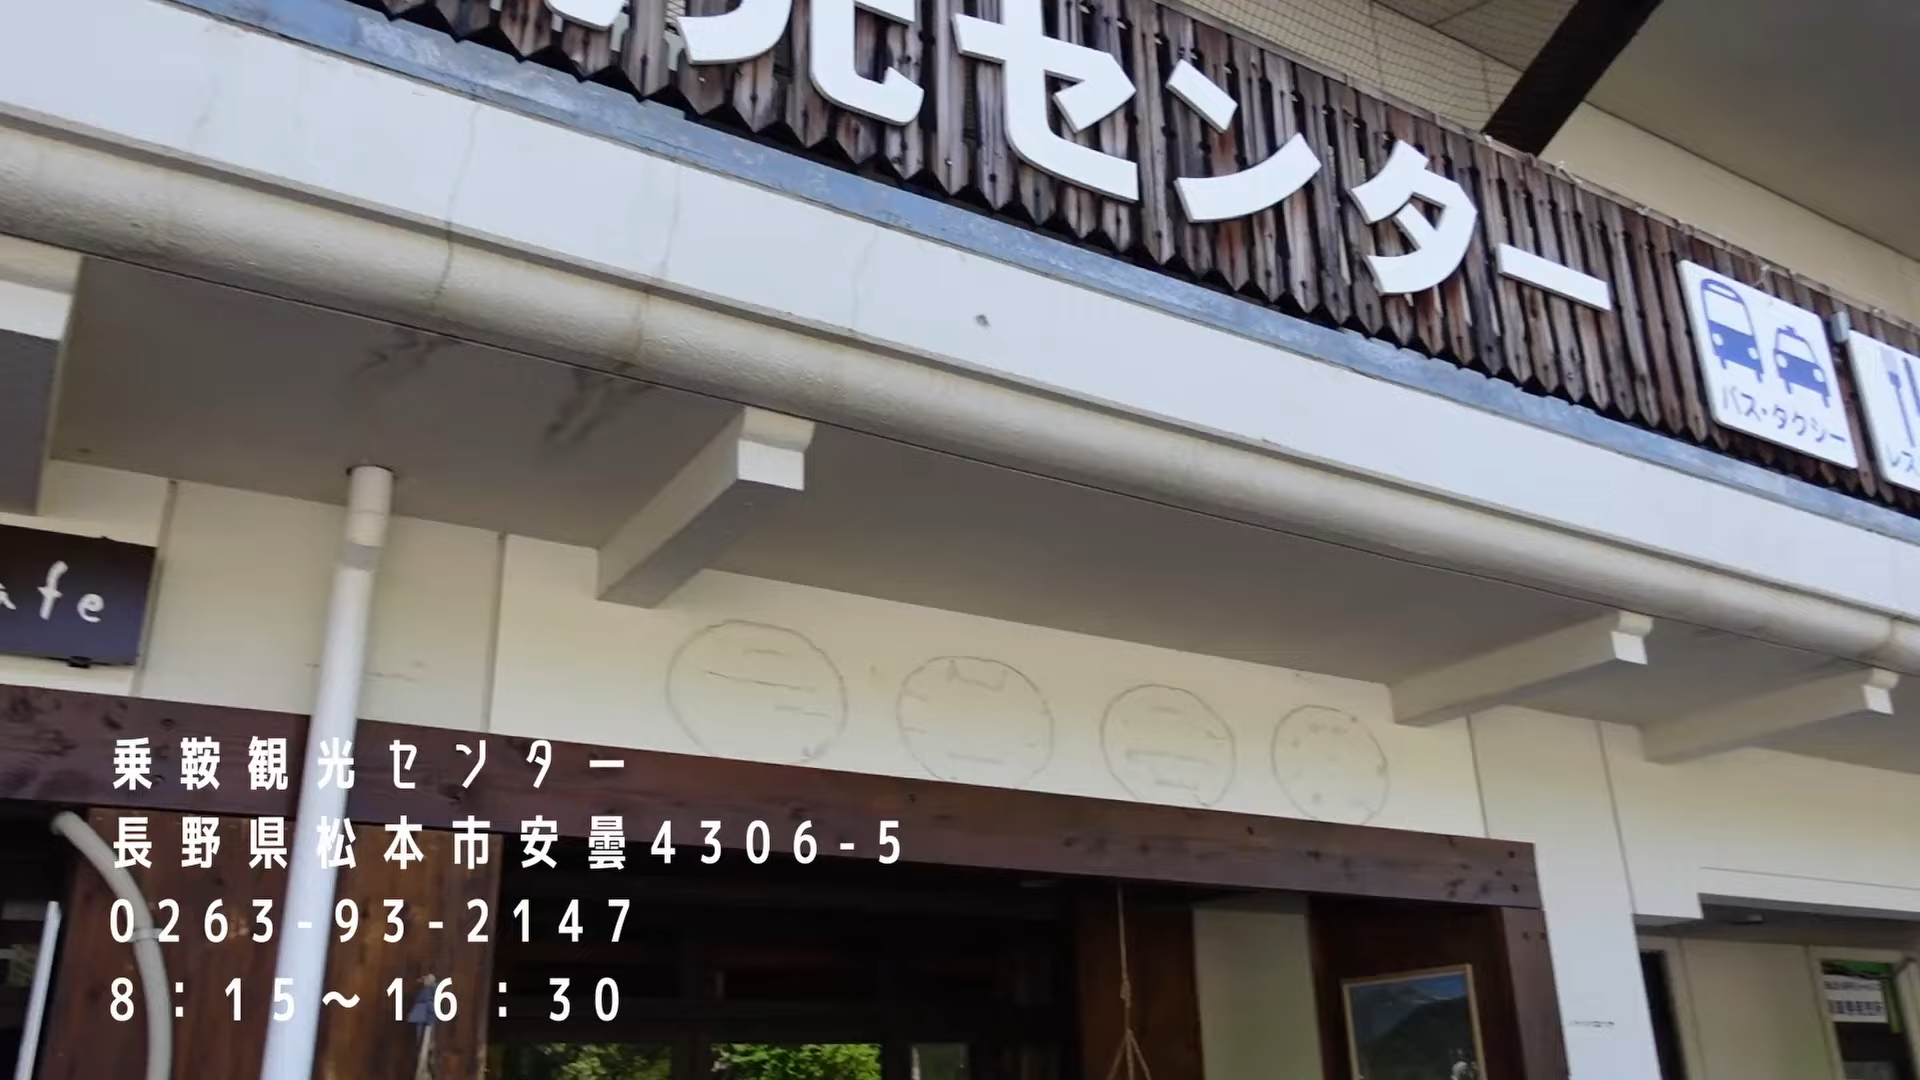 光センター
バス・タクシー
レス
afe
乗鞍観光センター
長野県松本市安曇4306-5
0263-93-2147
8:15〜16:30